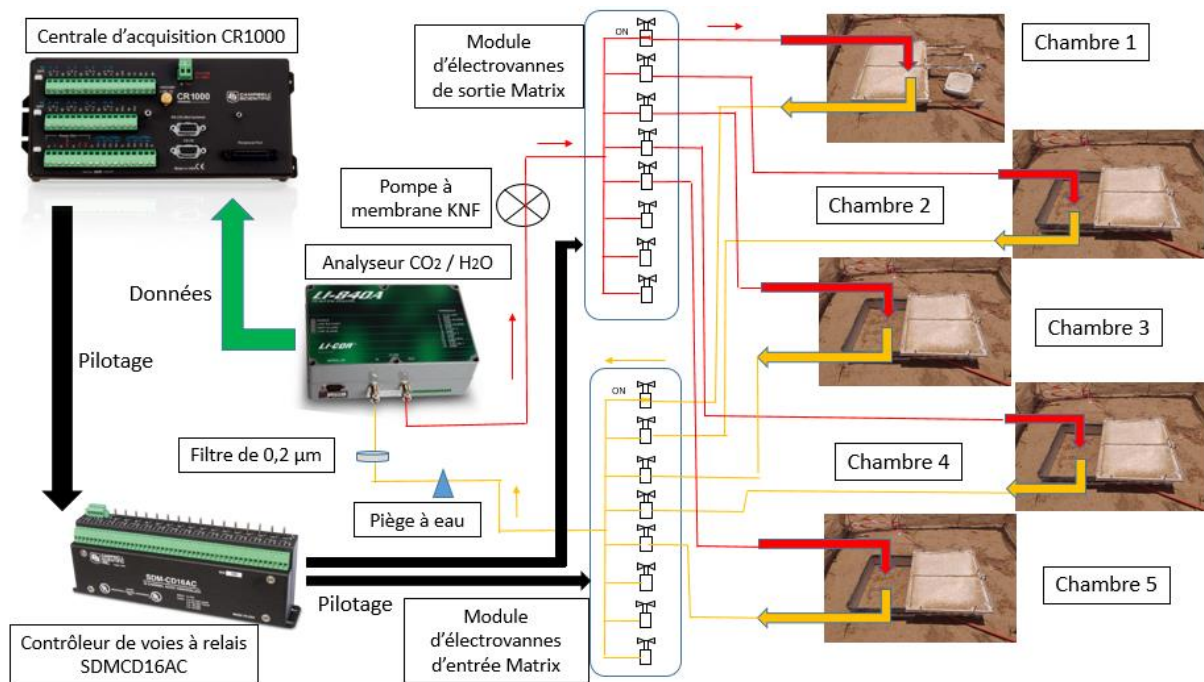 Centrale d'acquisition CR1000
CR1000
CAMPBELL
SCIENTIFIC
Module
d'électrovannes
de sortie Matrix
ON
Chambre 1
Pompe à
membrane KNF
Chambre 2
Analyseur CO2 / H2O
Données
LI-840A
LI-COR
Pilotage
Chambre 3
ON
Filtre de 0,2 µm
Chambre 4
Piège à eau
SDM-CD16AC
Pilotage
Chambre 5
Contrôleur de voies à relais
SDMCD16AC
Module
d'électrovannes
d'entrée Matrix